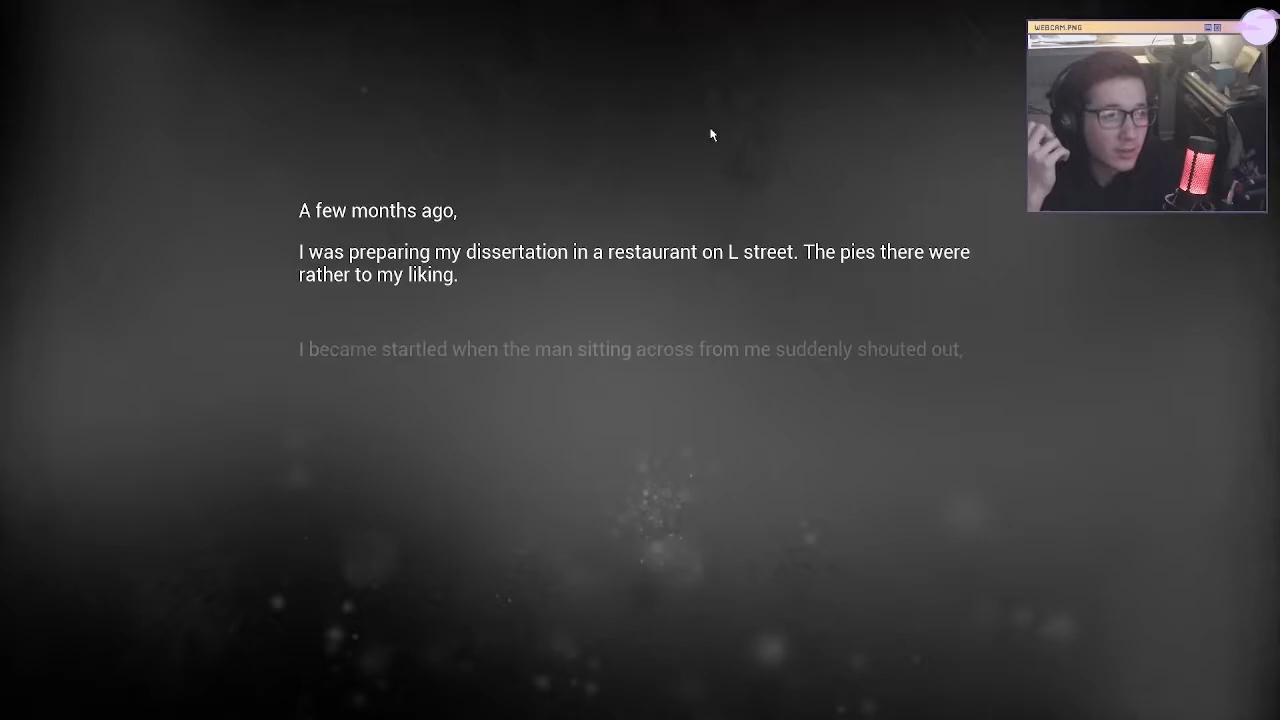 WEBCAM.PNG
A few months ago,
I was preparing my dissertation in a restaurant on L street. The pies there were
rather to my liking.
I became startled when the man sitting across from me suddenly shouted out,